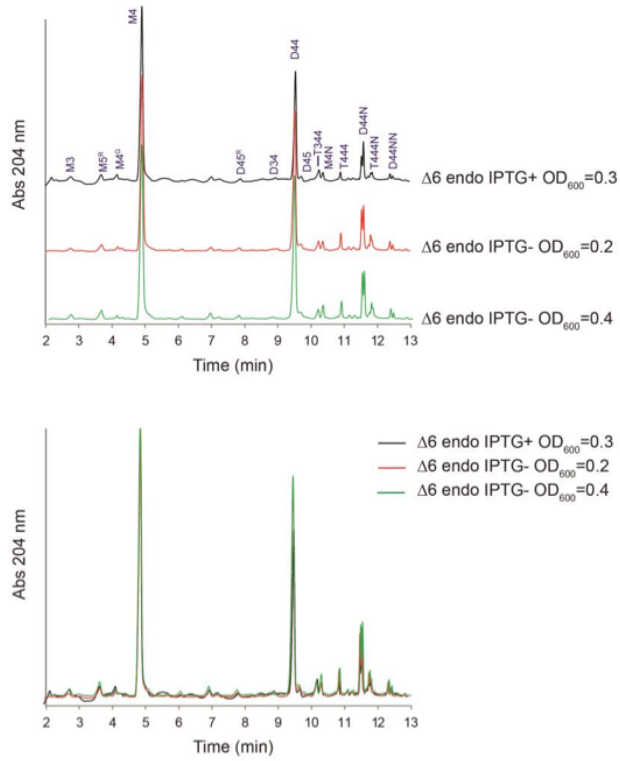 M3
M5ᴿ
M4ᴳ
M4
D45ᴿ
D34
D44
D45
T344
M4N
T444
D44N
T444N
D44NN
Abs 204 nm
Δ6 endo IPTG+ OD₆₀₀=0.3
Δ6 endo IPTG- OD₆₀₀=0.2
Δ6 endo IPTG- OD₆₀₀=0.4
2 3 4 5 6 7 8 9 10 11 12 13
Time (min)
Abs 204 nm
Δ6 endo IPTG+ OD₆₀₀=0.3
Δ6 endo IPTG- OD₆₀₀=0.2
Δ6 endo IPTG- OD₆₀₀=0.4
2 3 4 5 6 7 8 9 10 11 12 13
Time (min)